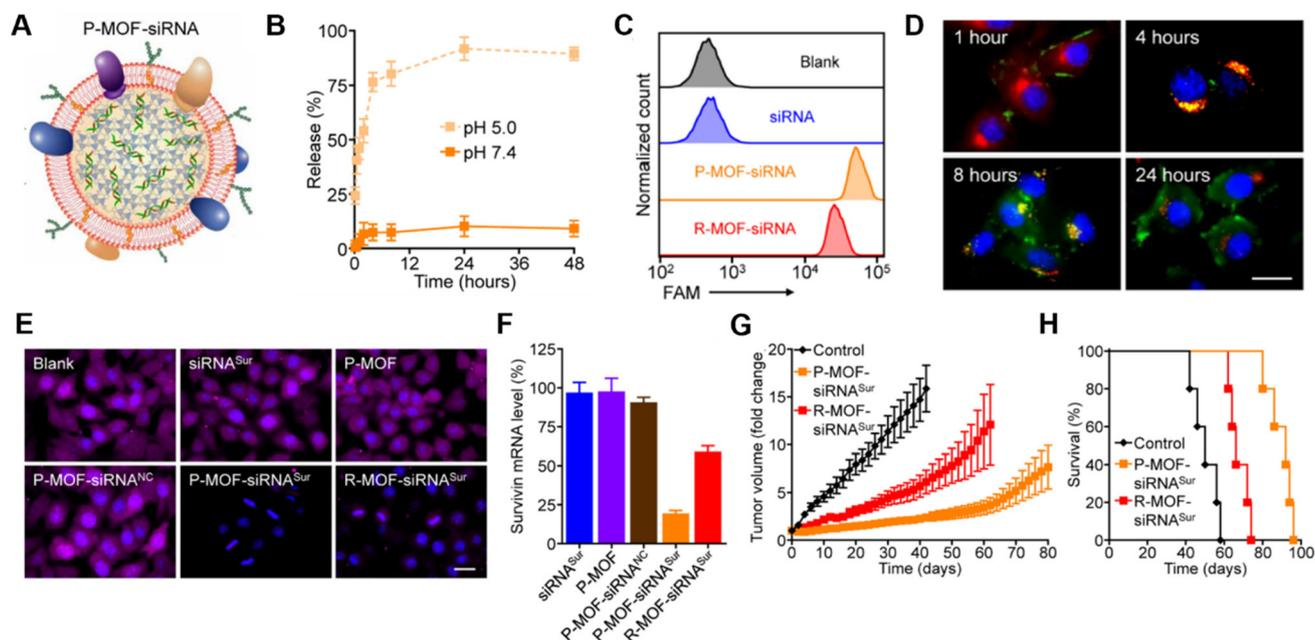 A
P-MOF-siRNA
B
100
75
50
25
0
Release (%)
pH 5.0
pH 7.4
0
12
24
36
48
Time (hours)
C
Normalized count
Blank
siRNA
P-MOF-siRNA
R-MOF-siRNA
10²
10³
10⁴
10⁵
FAM
D
1 hour
4 hours
8 hours
24 hours
E
Blank
siRNA^Sur
P-MOF
P-MOF-siRNA^NC
P-MOF-siRNA^Sur
R-MOF-siRNA^Sur
F
125
100
75
50
25
0
Survivin mRNA level (%)
siRNA^Sur
P-MOF
P-MOF-siRNA^NC
P-MOF-siRNA^Sur
R-MOF-siRNA^Sur
G
20
15
10
5
0
Tumor volume (fold change)
Control
P-MOF-
siRNA^Sur
R-MOF-
siRNA^Sur
0 10 20 30 40 50 60 70 80
Time (days)
H
100
80
60
40
20
0
Survival (%)
Control
P-MOF-
siRNA^Sur
R-MOF-
siRNA^Sur
0 20 40 60 80 100
Time (days)